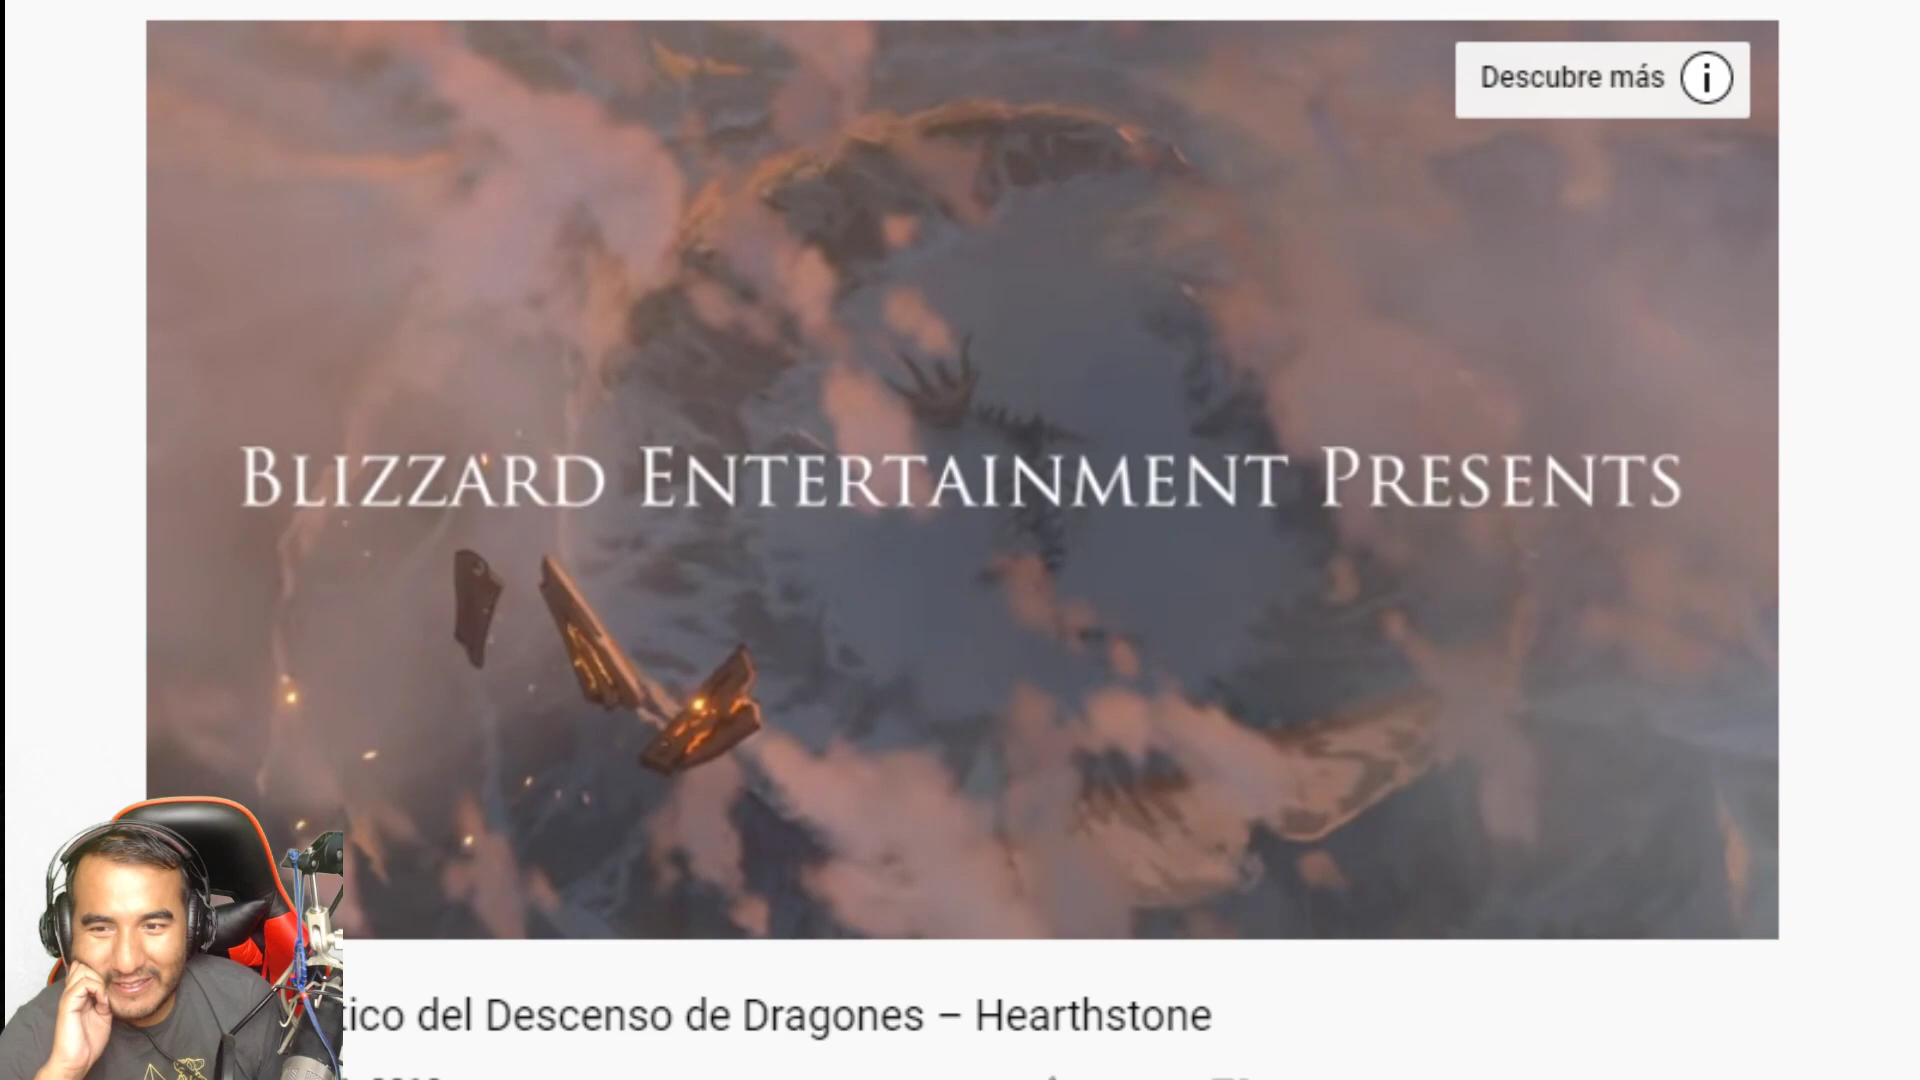 Descubre más
Blizzard Entertainment Presents
tico del Descenso de Dragones – Hearthstone